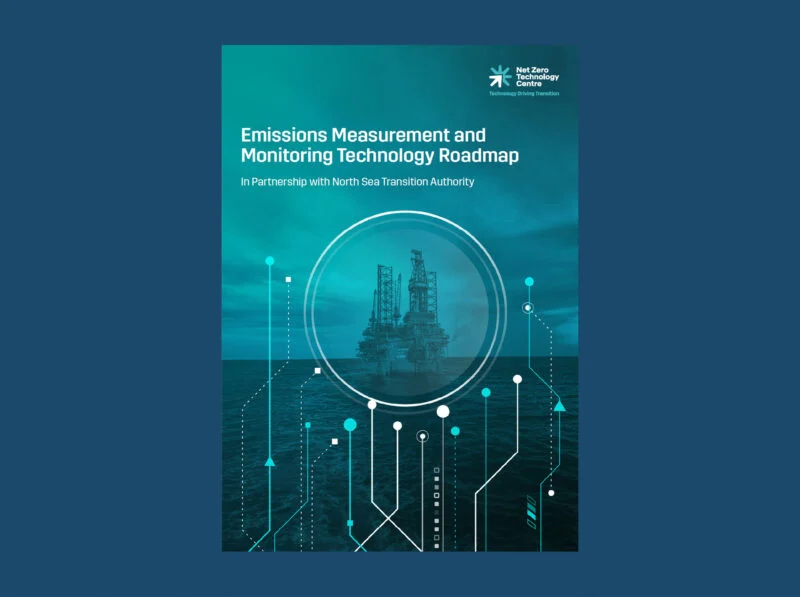 Net Zero
Technology
Centre
Technology Driving Transition
Emissions Measurement and
Monitoring Technology Roadmap
In Partnership with North Sea Transition Authority